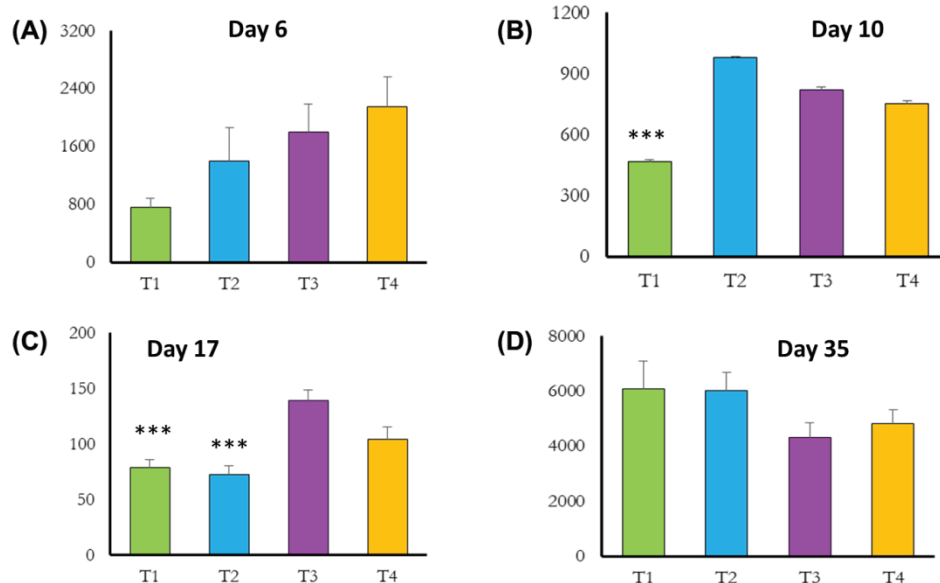 (A) Day 6
3200
2400
1600
800
0
T1 T2 T3 T4
(B) Day 10
1200
900
600
300
0
***
T1 T2 T3 T4
(C) Day 17
200
150
100
50
0
*** ***
T1 T2 T3 T4
(D) Day 35
8000
6000
4000
2000
0
T1 T2 T3 T4